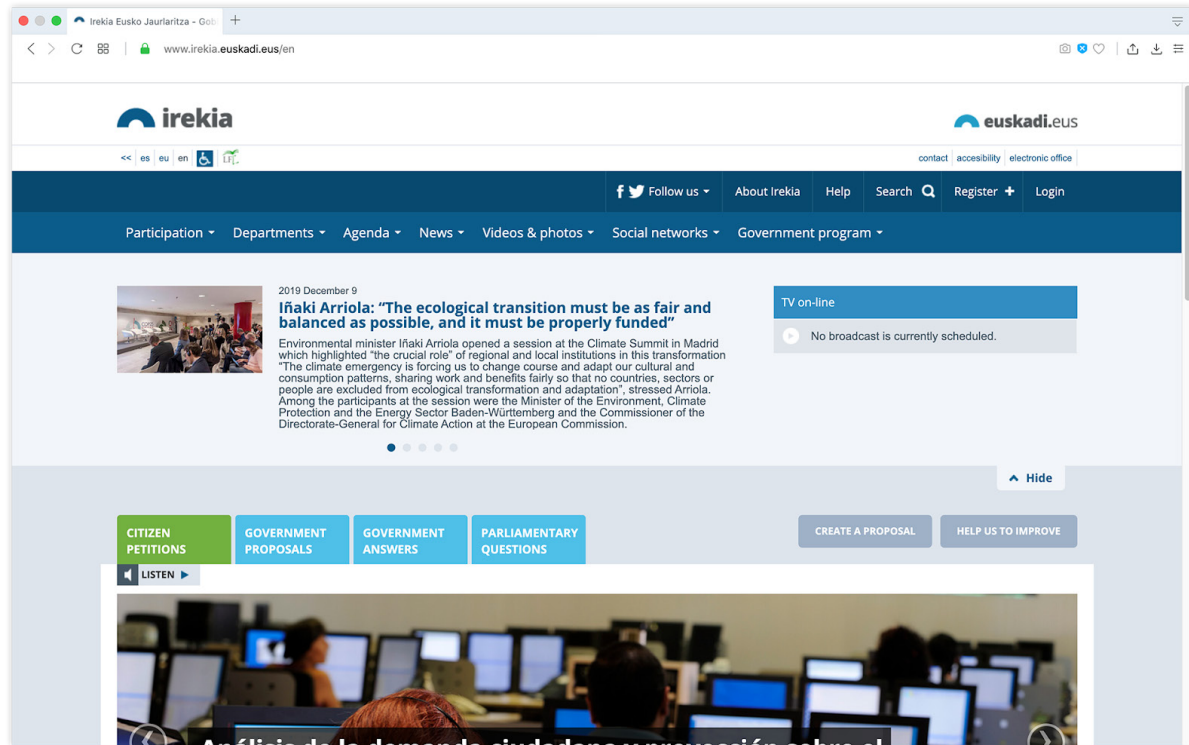 Irekia Eusko Jaurlaritza - Gob
www.irekia.euskadi.eus/en
irekia
euskadi.eus
<< es eu en LF
contact accesibility electronic office
Follow us About Irekia Help Search Register Login
Participation Departments Agenda News Videos & photos Social networks Government program
2019 December 9
Iñaki Arriola: “The ecological transition must be as fair and
balanced as possible, and it must be properly funded”
Environmental minister Iñaki Arriola opened a session at the Climate Summit in Madrid
which highlighted “the crucial role” of regional and local institutions in this transformation
“The climate emergency is forcing us to change course and adapt our cultural and
consumption patterns, sharing work and benefits fairly so that no countries, sectors or
people are excluded from ecological transformation and adaptation”, stressed Arriola.
Among the participants at the session were the Minister of the Environment, Climate
Protection and the Energy Sector Baden-Württemberg and the Commissioner of the
Directorate-General for Climate Action at the European Commission.
TV on-line
No broadcast is currently scheduled.
Hide
CITIZEN
PETITIONS
GOVERNMENT
PROPOSALS
GOVERNMENT
ANSWERS
PARLIAMENTARY
QUESTIONS
CREATE A PROPOSAL
HELP US TO IMPROVE
LISTEN
Análisis de la demanda ciudadana y proyección sobre el